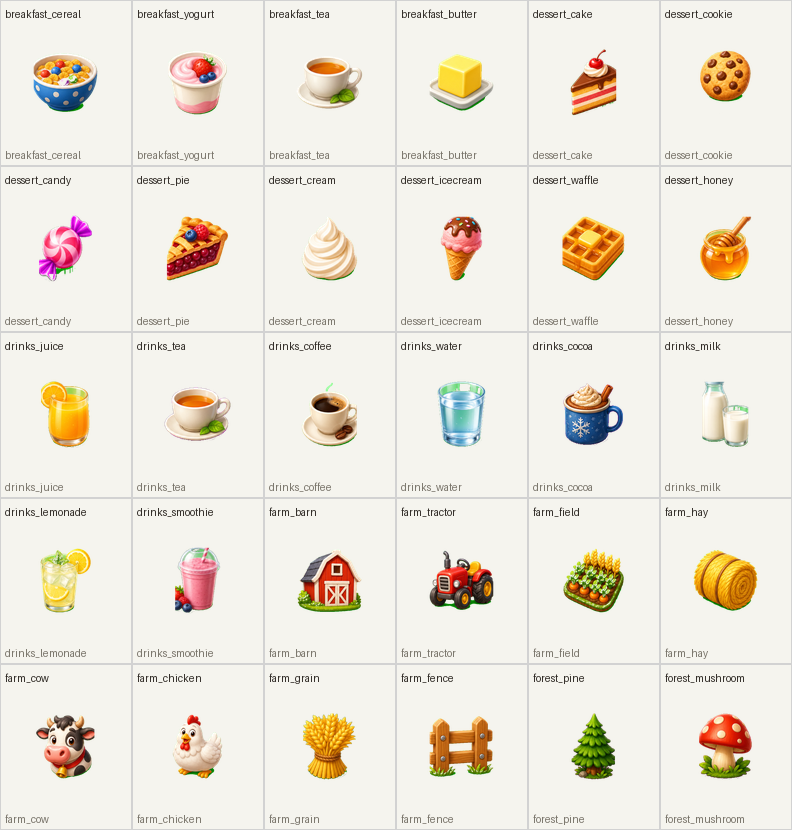 breakfast_cereal
breakfast_yogurt
breakfast_tea
breakfast_butter
dessert_cake
dessert_cookie
breakfast_cereal
breakfast_yogurt
breakfast_tea
breakfast_butter
dessert_cake
dessert_cookie
dessert_candy
dessert_pie
dessert_cream
dessert_icecream
dessert_waffle
dessert_honey
dessert_candy
dessert_pie
dessert_cream
dessert_icecream
dessert_waffle
dessert_honey
drinks_juice
drinks_tea
drinks_coffee
drinks_water
drinks_cocoa
drinks_milk
drinks_juice
drinks_tea
drinks_coffee
drinks_water
drinks_cocoa
drinks_milk
drinks_lemonade
drinks_smoothie
farm_barn
farm_tractor
farm_field
farm_hay
drinks_lemonade
drinks_smoothie
farm_barn
farm_tractor
farm_field
farm_hay
farm_cow
farm_chicken
farm_grain
farm_fence
forest_pine
forest_mushroom
farm_cow
farm_chicken
farm_grain
farm_fence
forest_pine
forest_mushroom